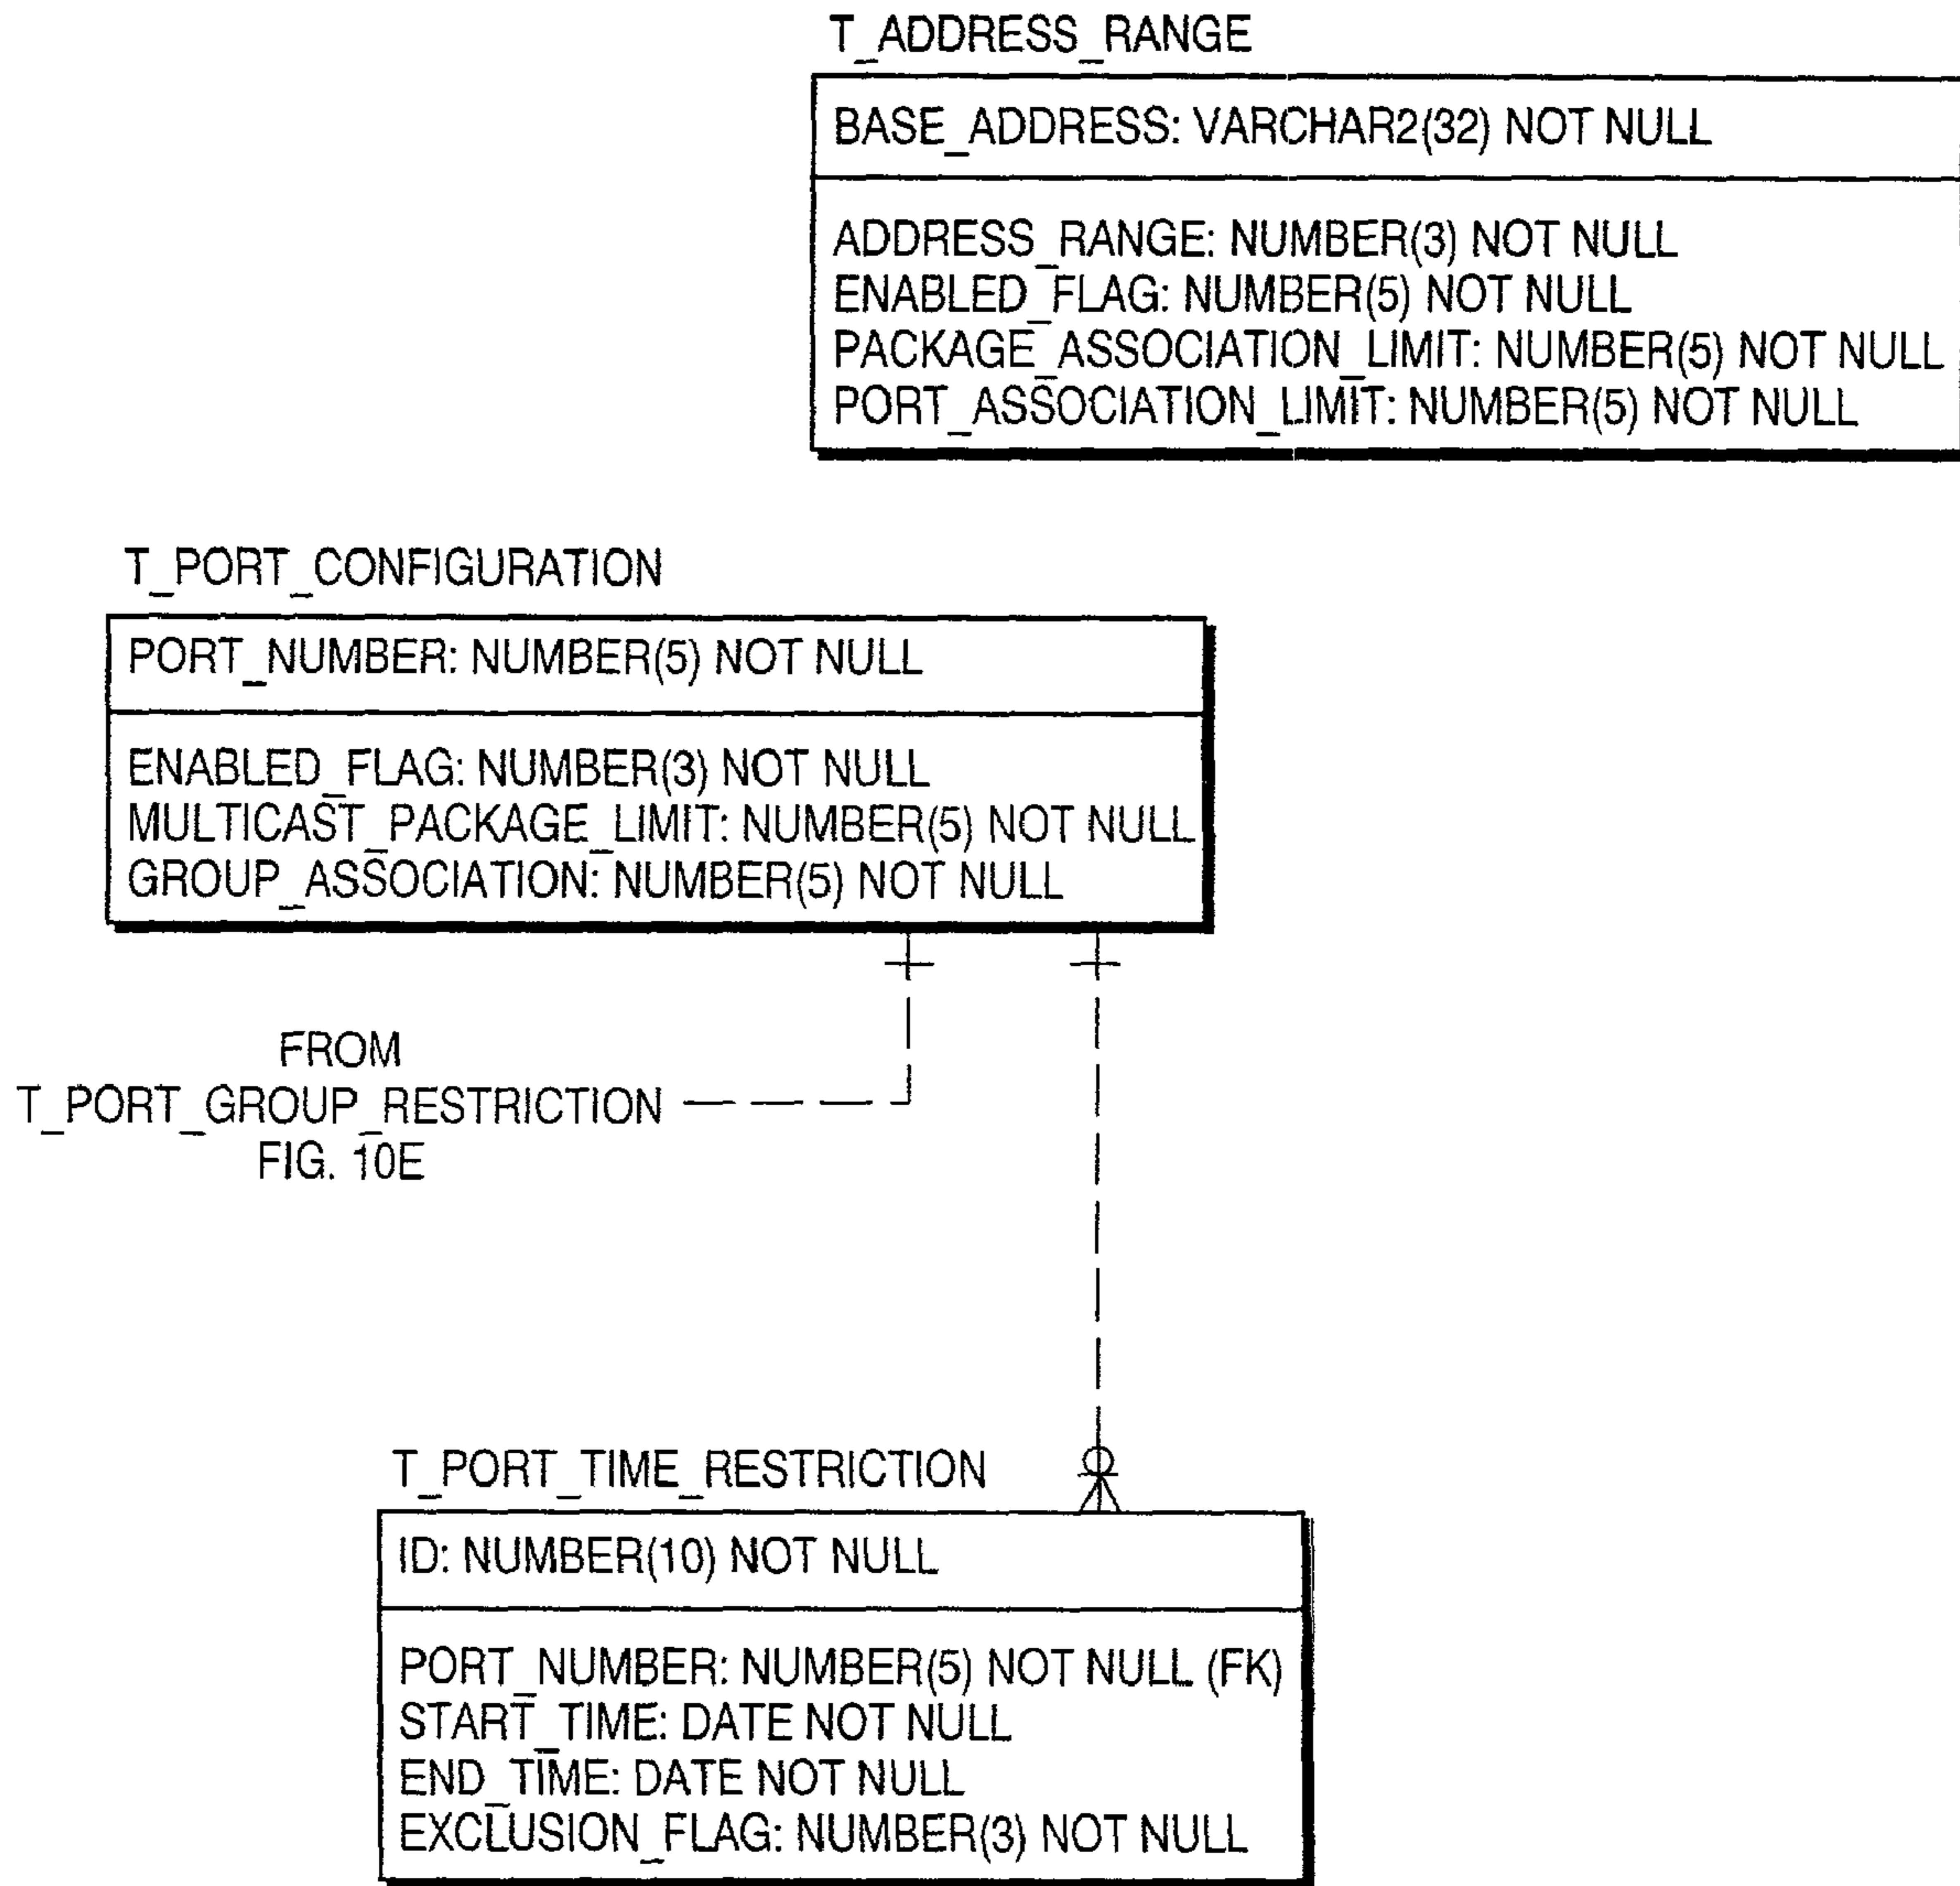 T_ADDRESS_RANGE
BASE_ADDRESS: VARCHAR2(32) NOT NULL
ADDRESS_RANGE: NUMBER(3) NOT NULL
ENABLED_FLAG: NUMBER(5) NOT NULL
PACKAGE_ASSOCIATION_LIMIT: NUMBER(5) NOT NULL
PORT_ASSOCIATION_LIMIT: NUMBER(5) NOT NULL
T_PORT_CONFIGURATION
PORT_NUMBER: NUMBER(5) NOT NULL
ENABLED_FLAG: NUMBER(3) NOT NULL
MULTICAST_PACKAGE_LIMIT: NUMBER(5) NOT NULL
GROUP_ASSOCIATION: NUMBER(5) NOT NULL
FROM
T_PORT_GROUP_RESTRICTION
FIG. 10E
T_PORT_TIME_RESTRICTION
ID: NUMBER(10) NOT NULL
PORT_NUMBER: NUMBER(5) NOT NULL (FK)
START_TIME: DATE NOT NULL
END_TIME: DATE NOT NULL
EXCLUSION_FLAG: NUMBER(3) NOT NULL